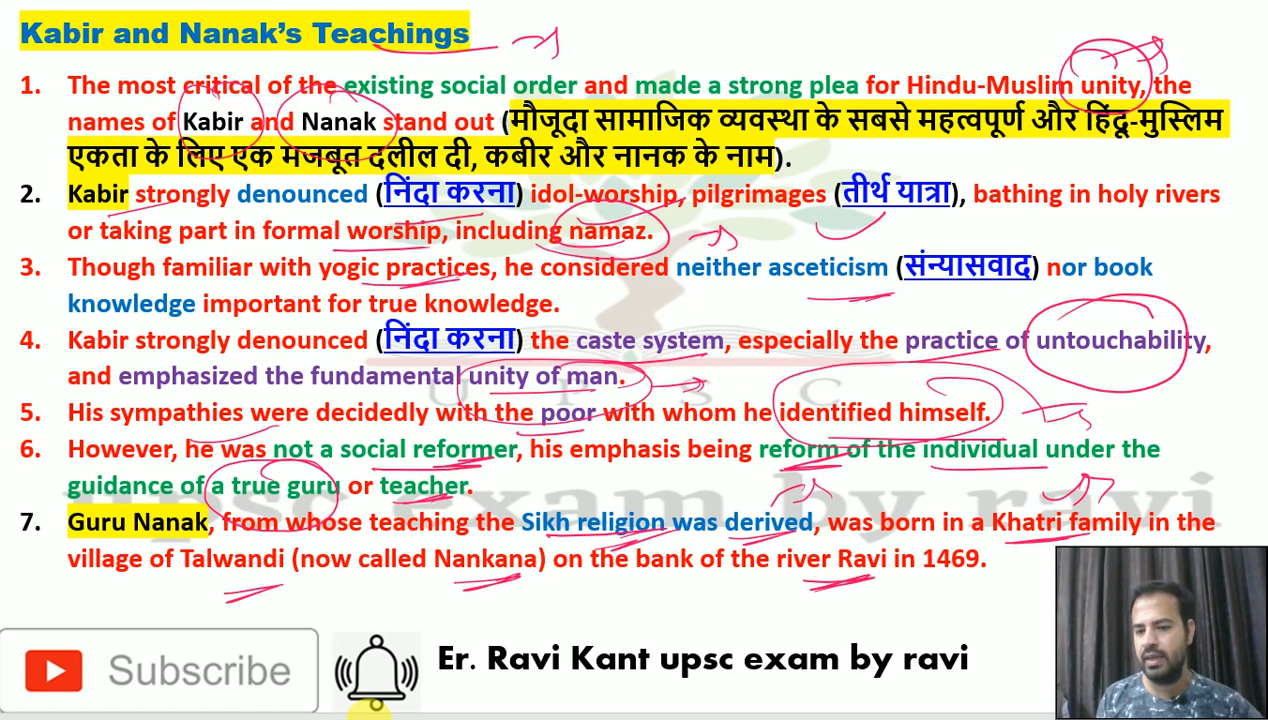 Kabir and Nanak's Teachings
1. The most critical of the existing social order and made a strong plea for Hindu-Muslim unity, the
names of Kabir and Nanak stand out (मौजूदा सामाजिक व्यवस्था के सबसे महत्वपूर्ण और हिंदू-मुस्लिम
एकता के लिए एक मजबूत दलील दी, कबीर और नानक के नाम).
2. Kabir strongly denounced (निंदा करना) idol-worship, pilgrimages (तीर्थ यात्रा), bathing in holy rivers
or taking part in formal worship, including namaz.
3. Though familiar with yogic practices, he considered neither asceticism (संन्यासवाद) nor book
knowledge important for true knowledge.
4. Kabir strongly denounced (निंदा करना) the caste system, especially the practice of untouchability,
and emphasized the fundamental unity of man.
U P S C
5. His sympathies were decidedly with the poor with whom he identified himself.
6. However, he was not a social reformer, his emphasis being reform of the individual under the
guidance of a true guru or teacher.
upsc exam by ravi
7. Guru Nanak, from whose teaching the Sikh religion was derived, was born in a Khatri family in the
village of Talwandi (now called Nankana) on the bank of the river Ravi in 1469.
Subscribe
Er. Ravi Kant upsc exam by ravi